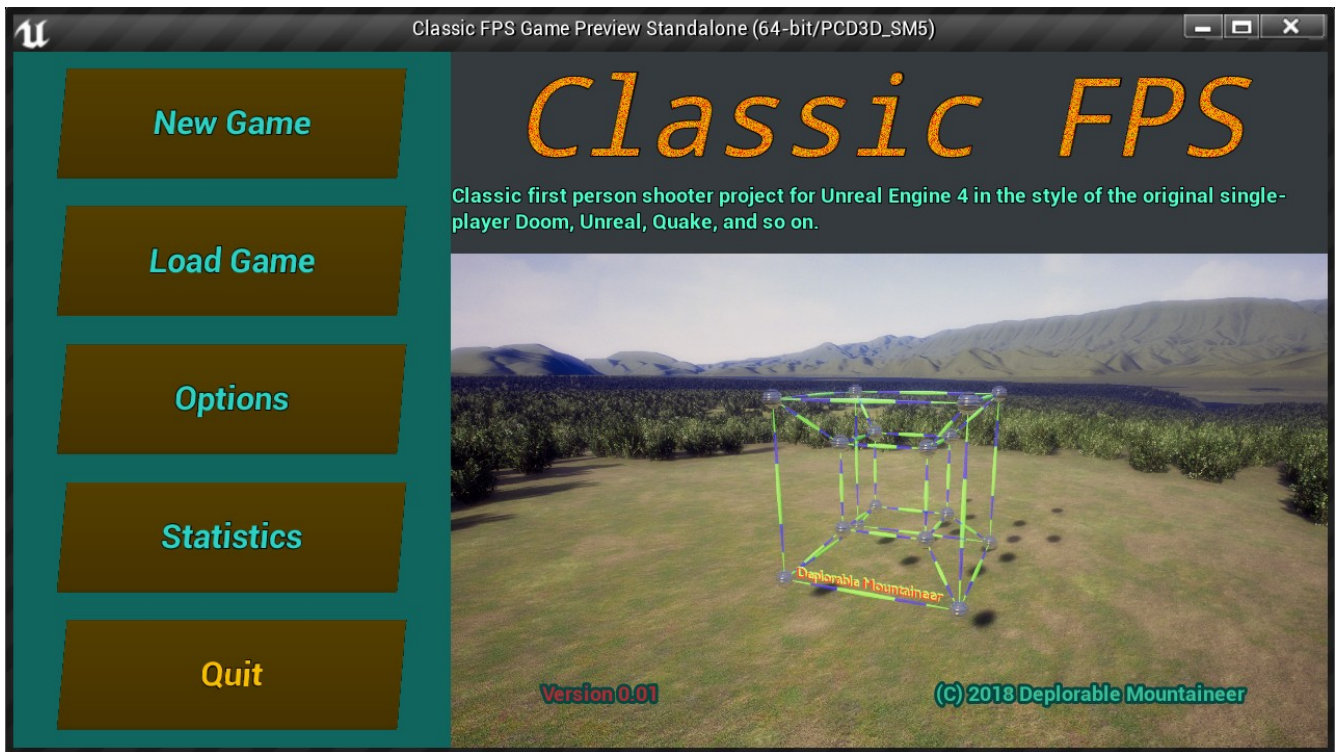 Classic FPS Game Preview Standalone (64-bit/PCD3D_SM5)
New Game
Load Game
Options
Statistics
Quit
Classic FPS
Classic first person shooter project for Unreal Engine 4 in the style of the original single-
player Doom, Unreal, Quake, and so on.
Deplorable Mountaineer
Version 0.01
(C) 2018 Deplorable Mountaineer